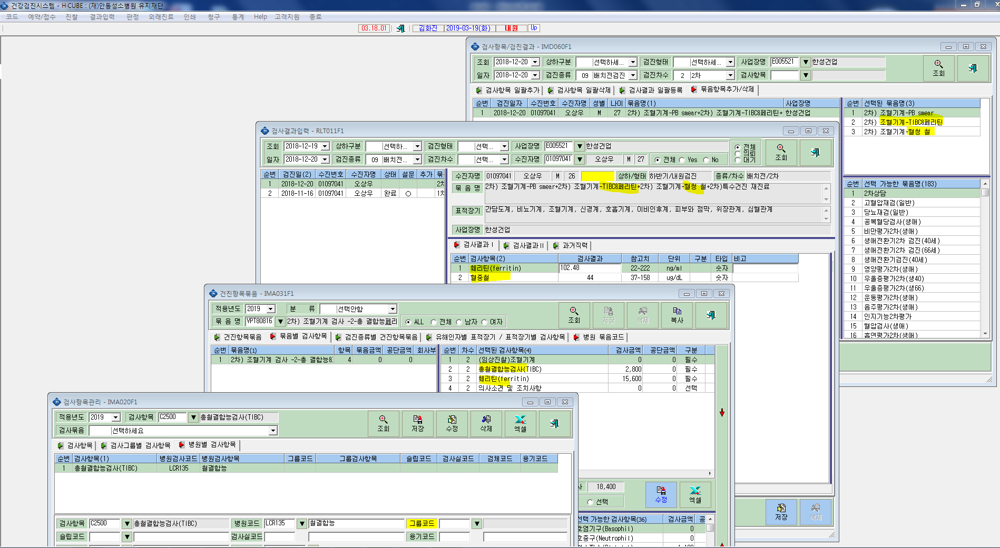 건강검진시스템 - H-CUBE : (재)안동성소병원 유지재단
코드 예약/접수 진찰 결과입력 판정 외래진료 인쇄 청구 통계 Help 고객지원 종료
03.18.01 김화진 2019-03-19(화) 내원 Up
검사항목/검진결과 - IMD060F1
조회 2018-12-20 상하구분 선택하세... 검진형태 선택하세... 사업장명 E005521 한성건업 조회
일자 2018-12-20 검진종류 09 배치전검진 검진차수 2 2차 검사항목
검사항목 일괄추가 검사항목 일괄삭제 검사결과 일괄등록 묶음항목추가/삭제
순번 검진일자 수진번호 수진자명 성별 나이 묶음명(1) 사업장명
1 2018-12-20 01097041 오상우 M 27 2차) 조혈기계-PB smear+2차) 조혈기계-TIBC&페리틴+ 한성건업
순번 선택된 묶음명(3)
1 2차) 조혈기계-PB smear
2 2차) 조혈기계-TIBC&페리틴
3 2차) 조혈기계-혈청 철
순번 선택 가능한 묶음명(183)
1 2차상담
2 고혈압재검(일반)
3 당뇨재검(일반)
4 공복혈당검사(생애)
5 비만평가2차(생애)
6 생애전환기2차 검진(40세)
7 생애전환기2차 검진(66세)
8 생애전환기검진(40세)
9 영양평가2차(생애)
10 우울증평가2차(생40)
11 우울증평가2차(생66)
12 운동평가2차(생애)
13 음주평가2차(생애)
14 인지기능2차평가
15 혈압검사(생애)
16 흡연평가2차(생애)
검사결과입력 - RLT011F1
조회 2018-12-19 상하구분 선택하... 검진형태 선택... 사업장명 E005521 한성건업 전체 의뢰 대기 조회
일자 2018-12-20 검진종류 09 배치전... 검진차수 선택... 수진자명 01097041 오상우 M 27 전체 Yes No
순번 검진일(2) 수진번호 수진자명 상태 설문 추가 묶
1 2018-12-20 01097041 오상우 2차
2 2018-11-16 01097041 오상우 완료 ○ 1차
수진자명 01097041 오상우 M 26 상하/형태 하반기/내원검진 종류/차수 배치전/2차
묶 음 명 2차) 조혈기계-PB smear+2차) 조혈기계-TIBC&페리틴+2차) 조혈기계-혈청 철+2차)특수건진 재진료
표적장기 간담도계, 비뇨기계, 조혈기계, 신경계, 호흡기계, 이비인후계, 피부와 점막, 위장관계, 심혈관계
사업장명 한성건업
검사결과 I 검사결과 II 과거직력
순번 검사항목(2) 검사결과 참고치 단위 구분 타입 비고
1 훼리틴(ferritin) 102.48 22~222 ng/ml 숫자
2 혈중철 44 37~158 ug/dL 숫자
저장 삭제
건진항목묶음 - IMA031F1
적용년도 2019 분 류 선택안함 조회 저장 삭제 복사
묶 음 명 YPT80816 2차) 조혈기계 검사 -2-총 결합능페리 ALL 전체 남자 여자
건진항목묶음 묶음별 검사항목 검진종류별 건진항목묶음 유해인자별 표적장기 / 표적장기별 검사항목 병원 묶음코드
순번 묶음명(1) 항목 묶음금액 공단금액 회사부
1 2차) 조혈기계 검사 -2-총 결합능&: 4 0 0
순번 차수 선택된 검사항목(4) 검사금액 공단금액 구분
1 2 (임상진찰)조혈기계 0 0 필수
2 2 총철결합능검사(TIBC) 2,800 0 필수
3 2 훼리틴(ferritin) 15,600 0 필수
4 2 의사소견 및 조치사항 0 0 선택
18,400 수정 엑셀
선택
선택 가능한 검사항목(36) 검사금액 공
호염기구(Basophil) 0
호중구(Neutrophil) 0
검사항목관리 - IMA020F1
적용년도 2019 검사항목 C2500 총철결합능검사(TIBC) 조회 저장 수정 삭제 엑셀
검사묶음 선택하세요
검사항목 검사그룹별 검사항목 병원별 검사항목
순번 검사항목(1) 병원검사코드 병원검사항목 그룹코드 그룹검사항목 슬립코드 검사실코드 검체코드 용기코드
1 총철결합능검사(TIBC) LCR135 철결합능
검사항목 C2500 총철결합능검사(TIBC) 병원코드 LCR135 철결합능 그룹코드
슬립코드 검사실코드 용기코드